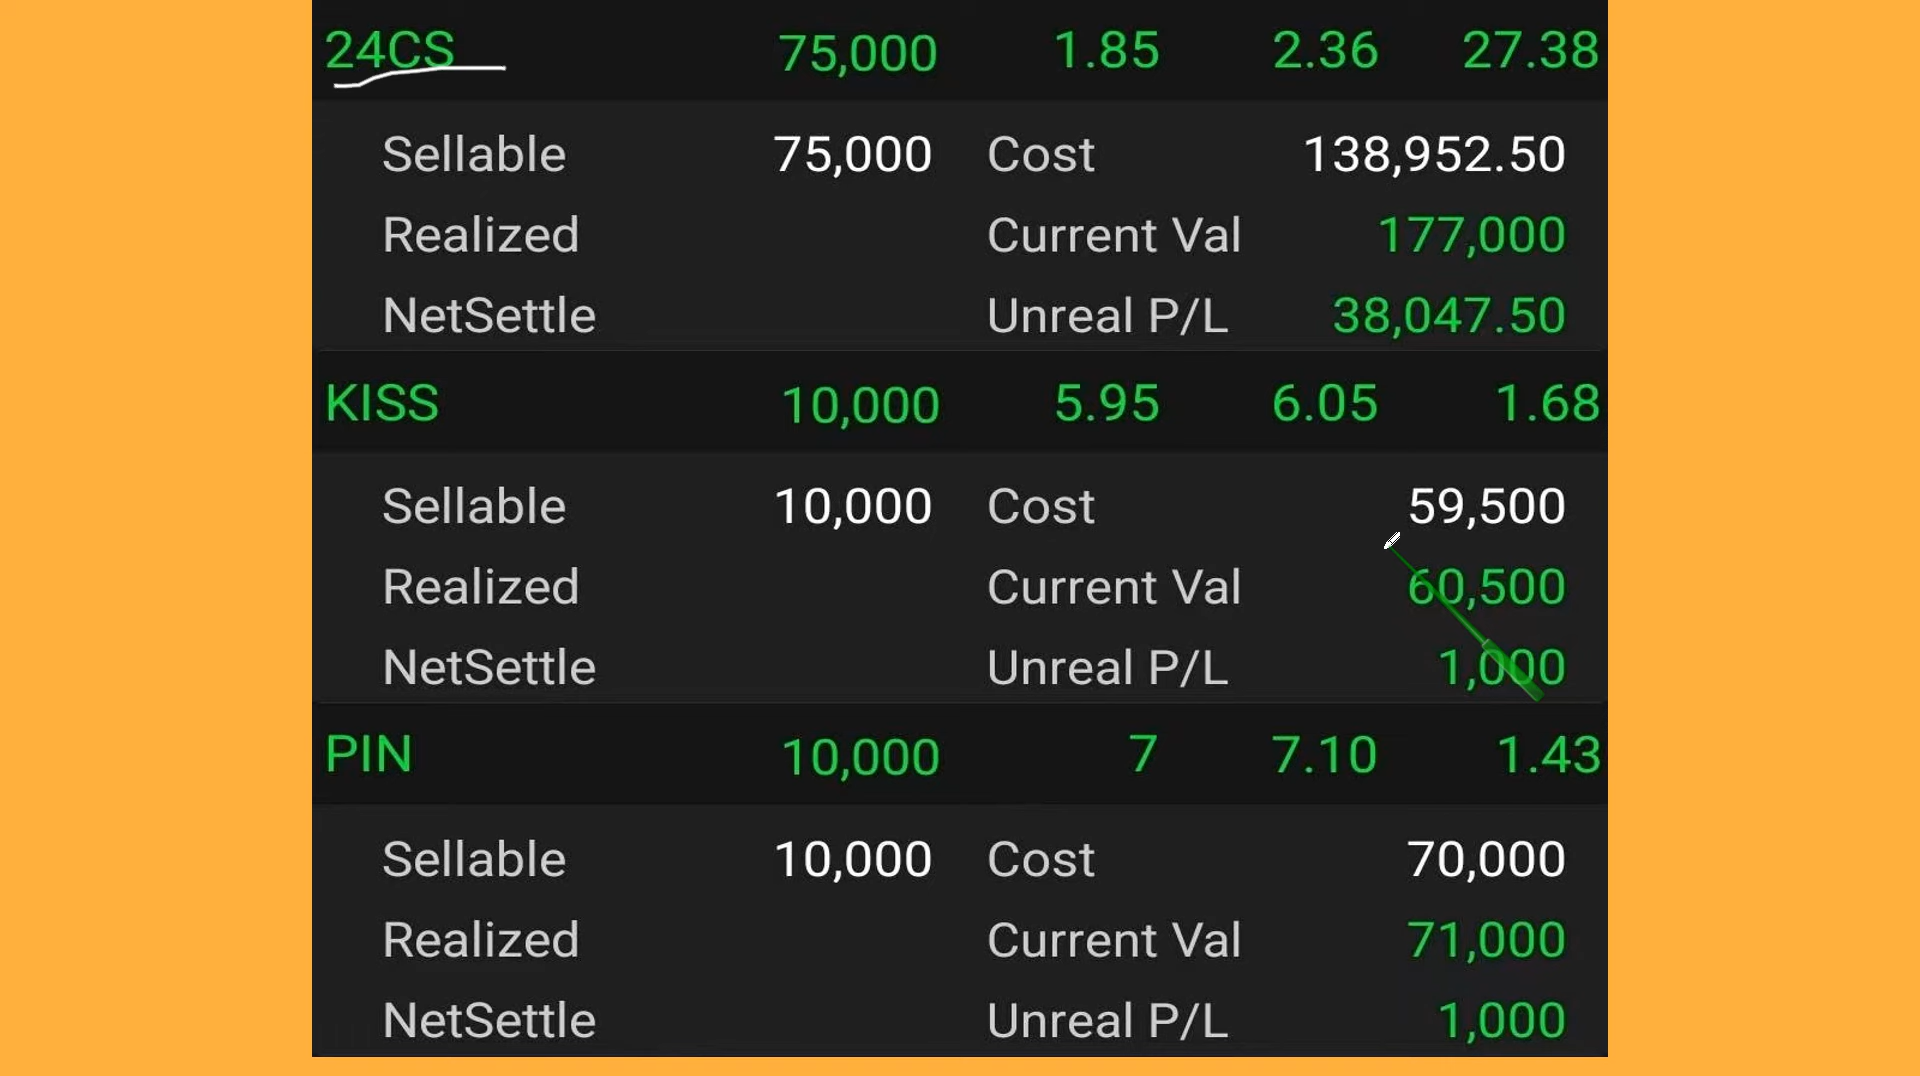 24CS 75,000 1.85 2.36 27.38
Sellable 75,000 Cost 138,952.50
Realized Current Val 177,000
NetSettle Unreal P/L 38,047.50
KISS 10,000 5.95 6.05 1.68
Sellable 10,000 Cost 59,500
Realized Current Val 60,500
NetSettle Unreal P/L 1,000
PIN 10,000 7 7.10 1.43
Sellable 10,000 Cost 70,000
Realized Current Val 71,000
NetSettle Unreal P/L 1,000